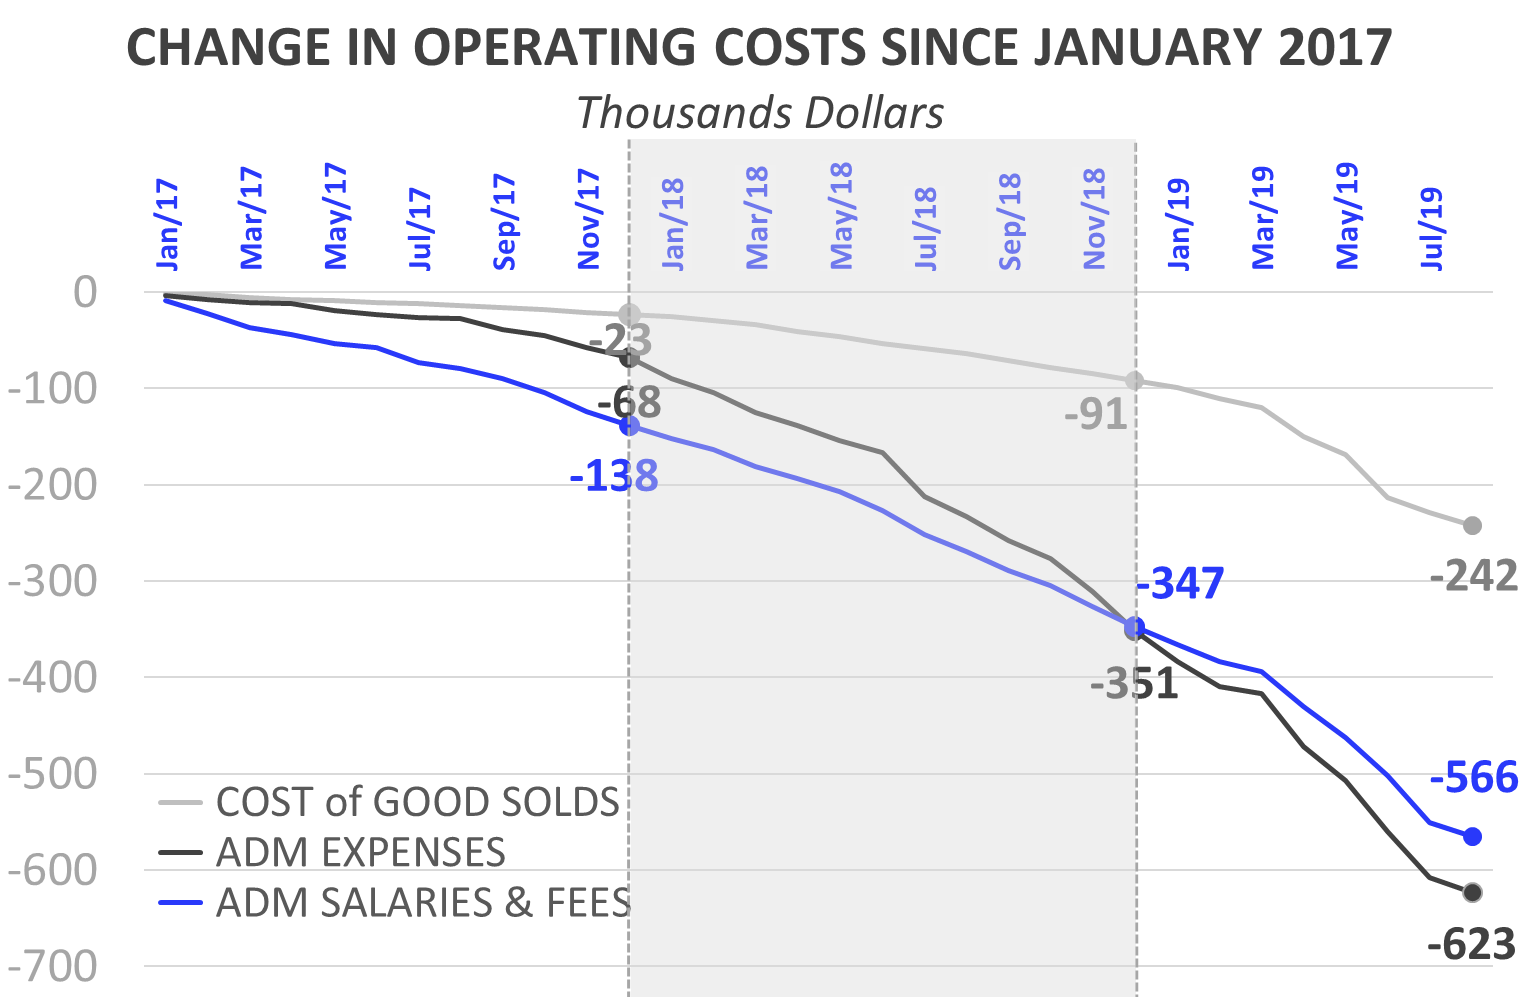 CHANGE IN OPERATING COSTS SINCE JANUARY 2017
Thousands Dollars
Jan/17
Mar/17
May/17
Jul/17
Sep/17
Nov/17
Jan/18
Mar/18
May/18
Jul/18
Sep/18
Nov/18
Jan/19
Mar/19
May/19
Jul/19
0
-100
-200
-300
-400
-500
-600
-700
-23
-68
-138
-91
-347
-351
-242
-566
-623
COST of GOOD SOLDS
ADM EXPENSES
ADM SALARIES & FEES